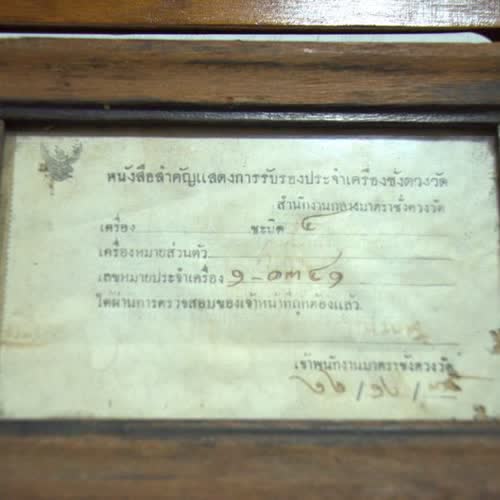 หนังสือสำคัญแสดงการรับรองประจำเครื่องชั่งตวงวัด
สำนักงานกลางมาตราชั่งตวงวัด
เครื่อง ชะนิด ๔
เครื่องหมายส่วนตัว
เลขหมายประจำเครื่อง ๑-๓๓๔๑
ได้ผ่านการตรวจสอบของเจ้าหน้าที่ถูกต้องแล้ว
เจ้าพนักงานมาตราชั่งตวงวัด